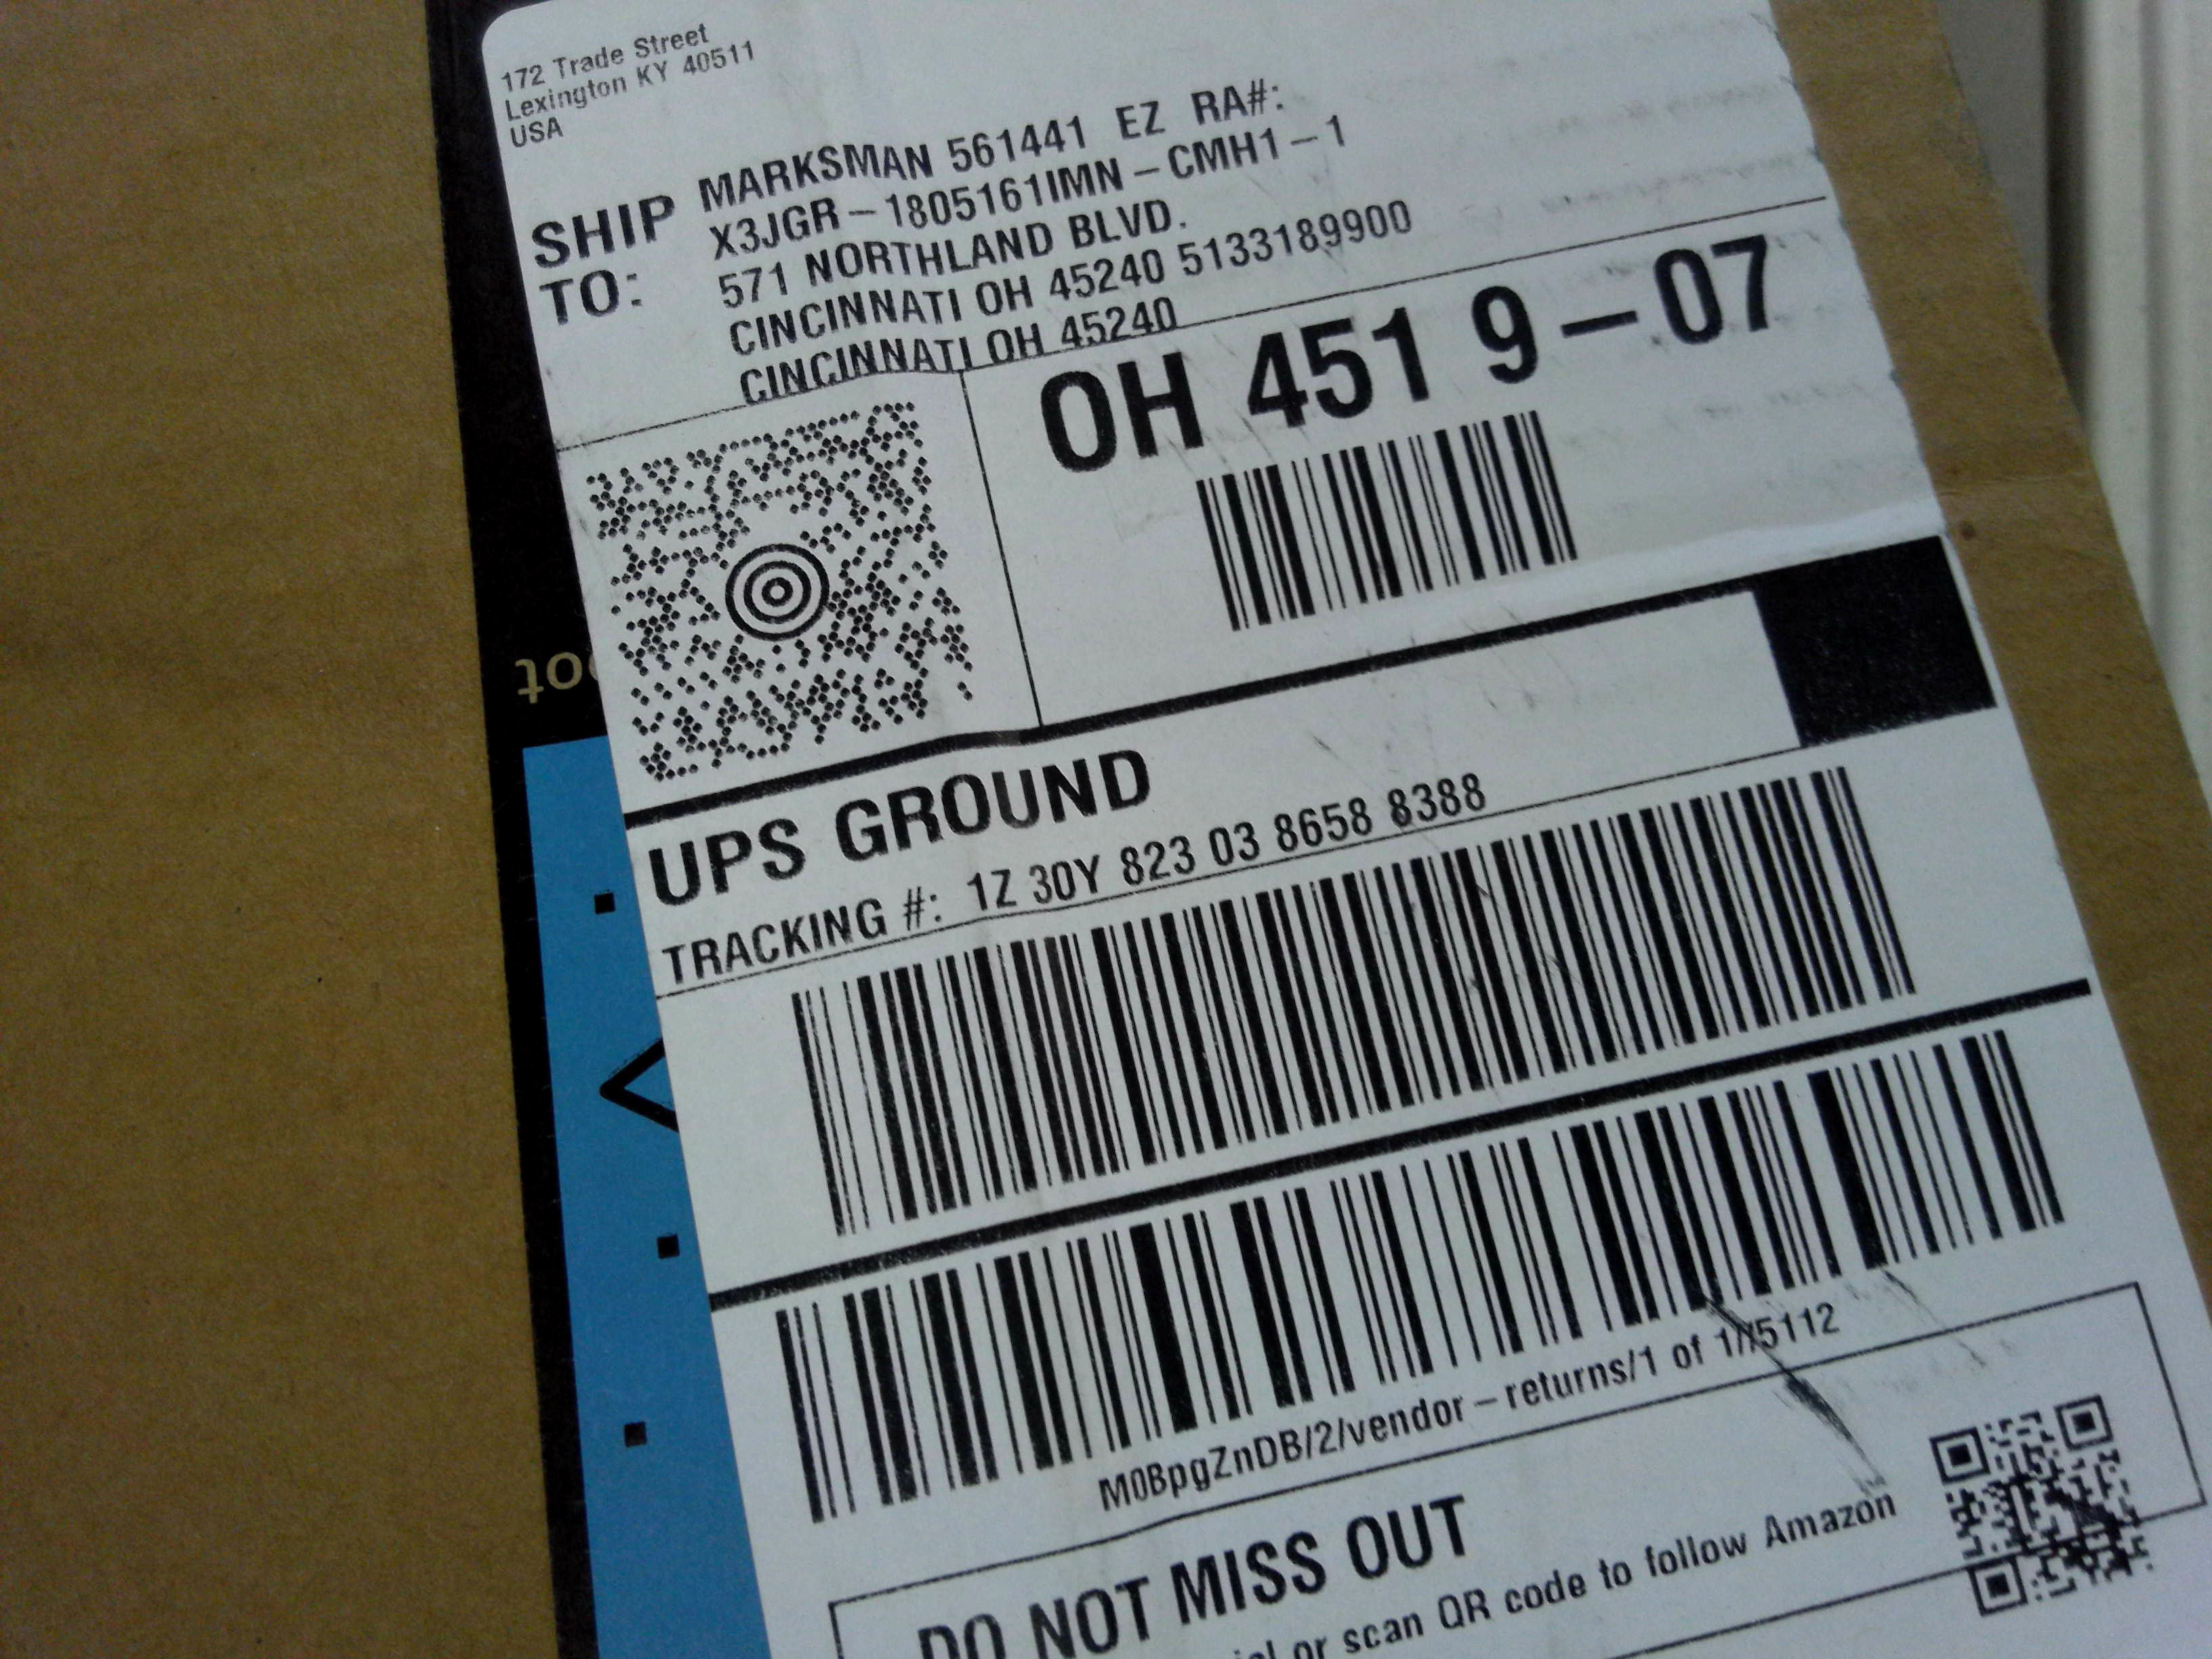 172 Trade Street
Lexington KY 40511
USA
SHIP TO:
MARKSMAN 561441 EZ RA#:
X3JGR-1805161IMN-CMH1-1
571 NORTHLAND BLVD.
CINCINNATI OH 45240 5133189900
CINCINNATI OH 45240
OH 451 9-07
UPS GROUND
TRACKING #: 1Z 30Y 823 03 8658 8388
M0BpgZnDB/2/vendor-returns/1 of 1//5112
DO NOT MISS OUT
or scan QR code to follow Amazon